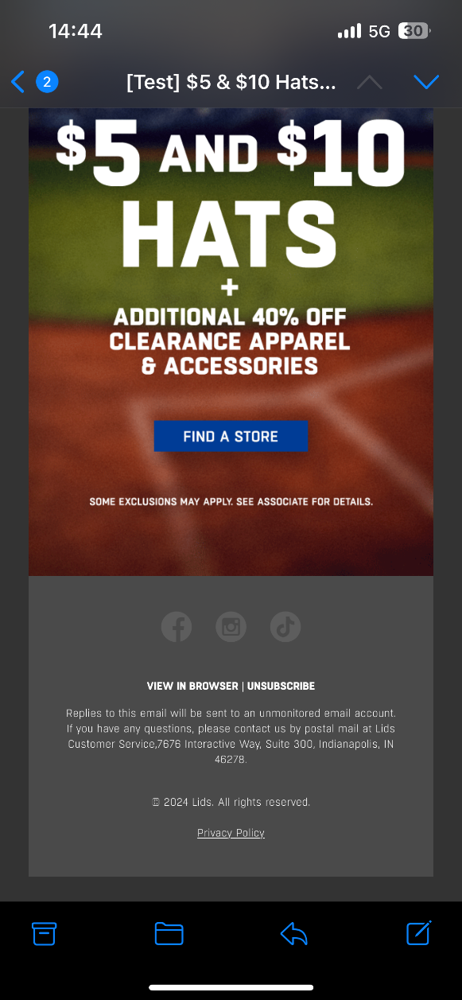 14:44
5G
30
2
[Test] $5 & $10 Hats...
$5 AND $10
HATS
+
ADDITIONAL 40% OFF
CLEARANCE APPAREL
& ACCESSORIES
FIND A STORE
SOME EXCLUSIONS MAY APPLY. SEE ASSOCIATE FOR DETAILS.
VIEW IN BROWSER | UNSUBSCRIBE
Replies to this email will be sent to an unmonitored email account.
If you have any questions, please contact us by postal mail at Lids
Customer Service,7676 Interactive Way, Suite 300, Indianapolis, IN
46278.
© 2024 Lids. All rights reserved.
Privacy Policy